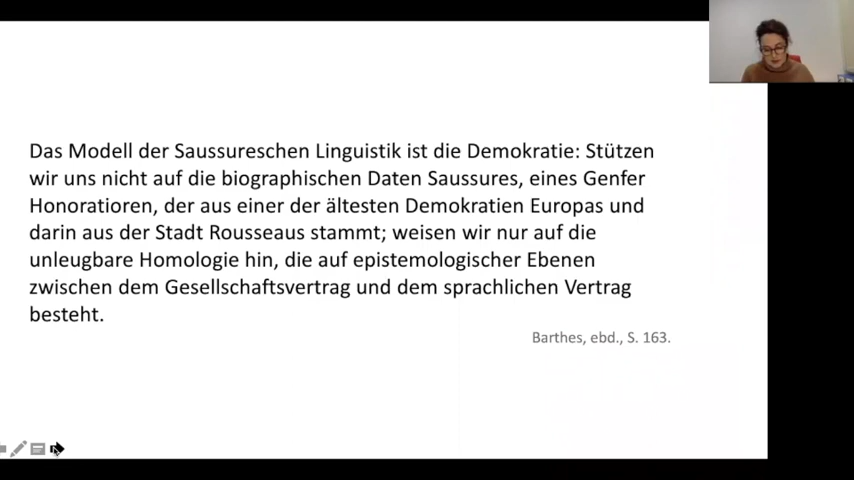 Das Modell der Saussureschen Linguistik ist die Demokratie: Stützen
wir uns nicht auf die biographischen Daten Saussures, eines Genfer
Honoratioren, der aus einer der ältesten Demokratien Europas und
darin aus der Stadt Rousseaus stammt; weisen wir nur auf die
unleugbare Homologie hin, die auf epistemologischer Ebenen
zwischen dem Gesellschaftsvertrag und dem sprachlichen Vertrag
besteht.
Barthes, ebd., S. 163.